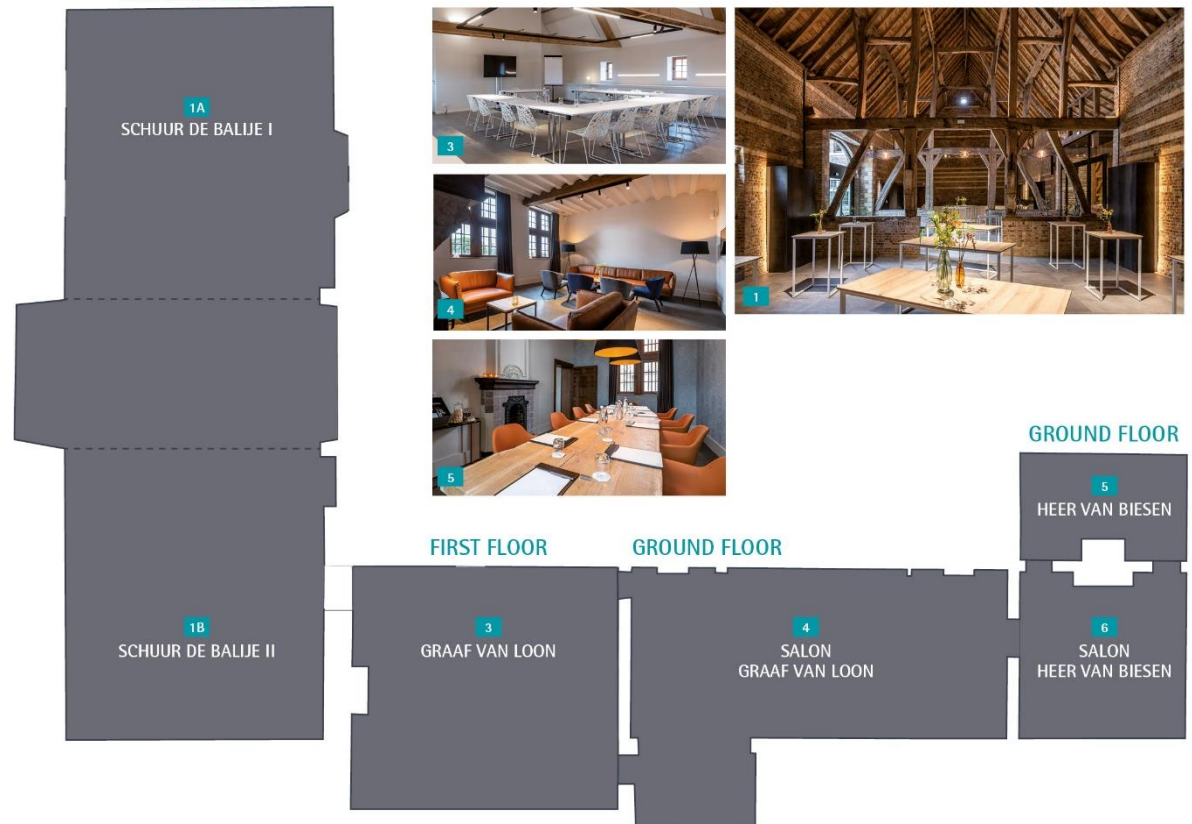 1A
SCHUUR DE BALIJE I
3
4
1
5
GROUND FLOOR
5
HEER VAN BIESEN
FIRST FLOOR
GROUND FLOOR
1B
SCHUUR DE BALIJE II
3
GRAAF VAN LOON
4
SALON
GRAAF VAN LOON
6
SALON
HEER VAN BIESEN